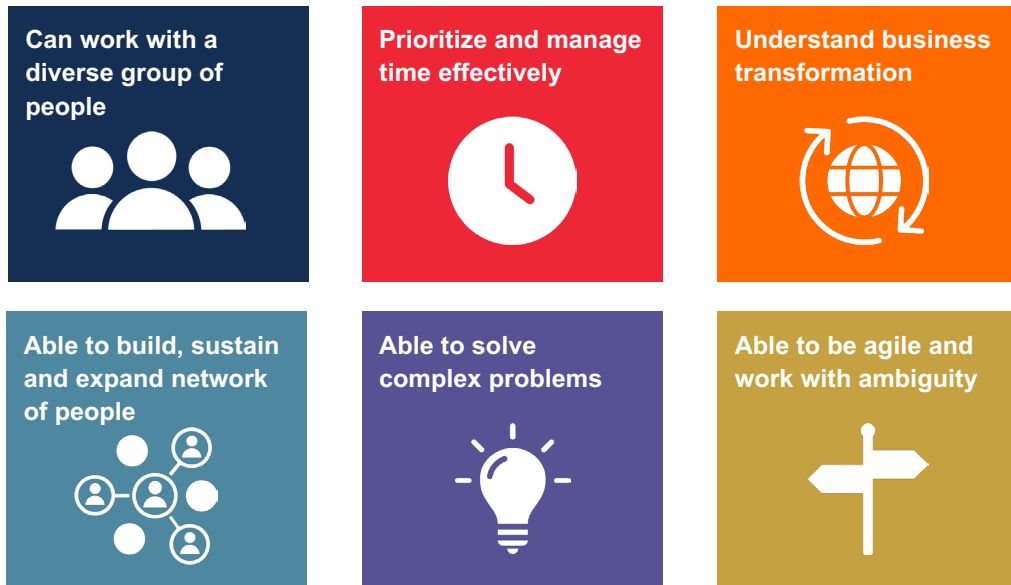 Can work with a
diverse group of
people
Prioritize and manage
time effectively
Understand business
transformation
Able to build, sustain
and expand network
of people
Able to solve
complex problems
Able to be agile and
work with ambiguity